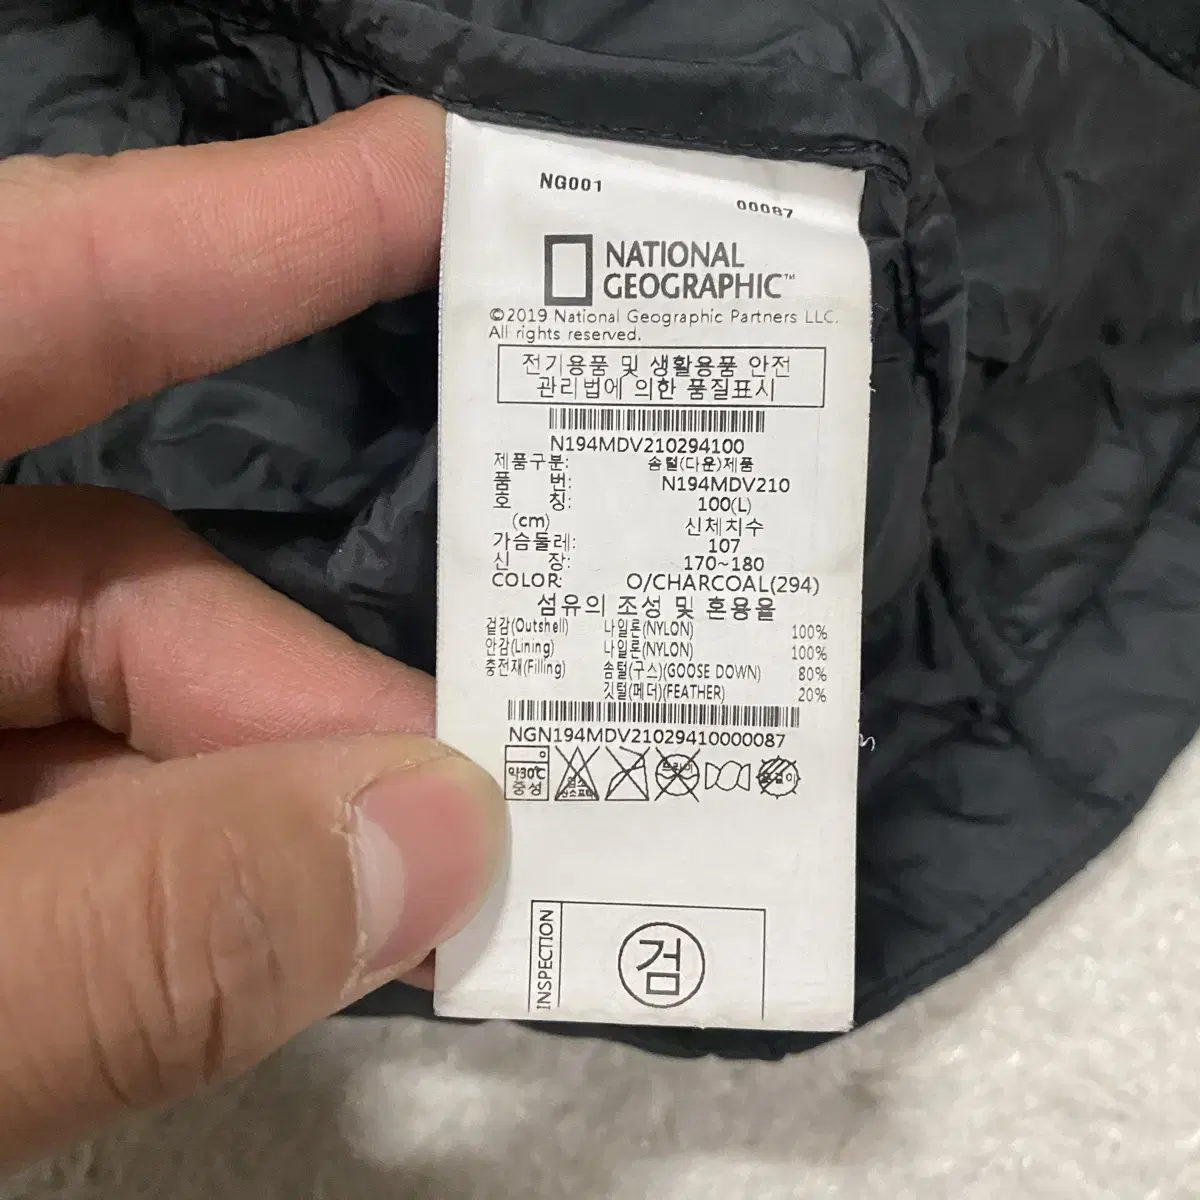 NG001
00087
NATIONAL
GEOGRAPHIC™
©2019 National Geographic Partners LLC.
All rights reserved.
전기용품 및 생활용품 안전
관리법에 의한 품질표시
N194MDV210294100
제품구분: 솜털(다운)제품
품 번: N194MDV210
호 칭: 100(L)
(cm) 신체치수
가슴둘레: 107
신 장: 170~180
COLOR: O/CHARCOAL(294)
섬유의 조성 및 혼용율
겉감(Outshell) 나일론(NYLON) 100%
안감(Lining) 나일론(NYLON) 100%
충전재(Filling) 솜털(구스)(GOOSE DOWN) 80%
깃털(페더)(FEATHER) 20%
NGN194MDV21029410000087
약30℃
중성
INSPECTION
검